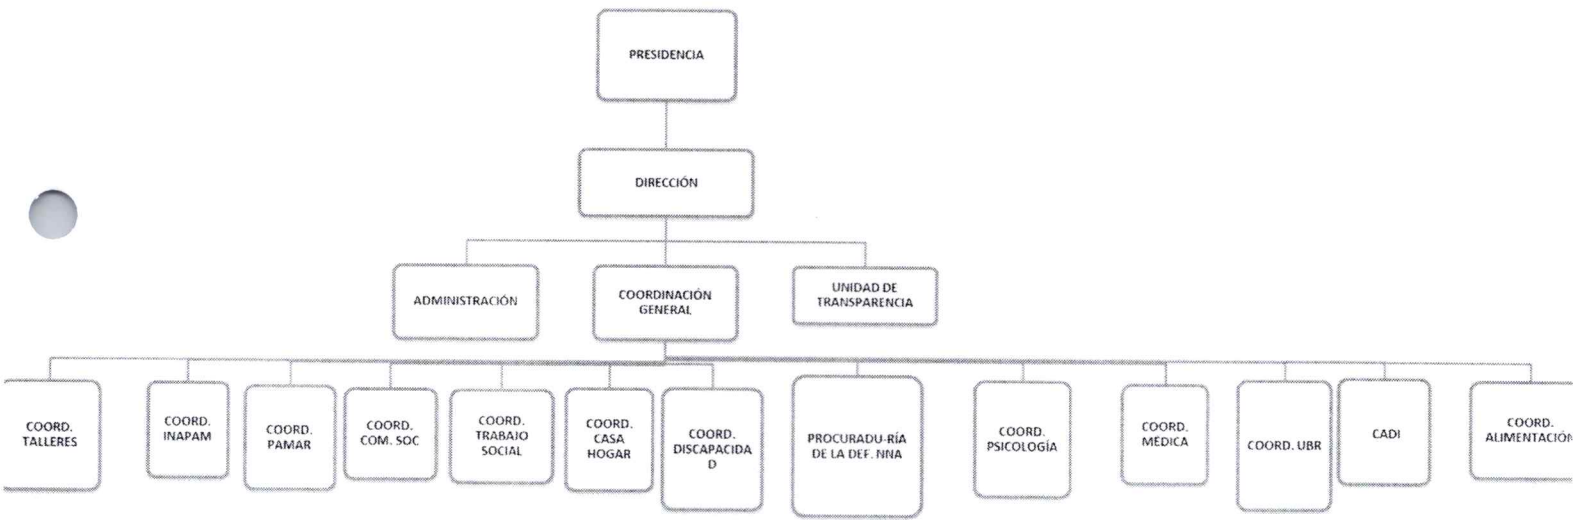 PRESIDENCIA
DIRECCIÓN
ADMINISTRACIÓN
COORDINACIÓN
GENERAL
UNIDAD DE
TRANSPARENCIA
COORD.
TALLERES
COORD.
INAPAM
COORD.
PAMAR
COORD.
COM. SOC
COORD.
TRABAJO
SOCIAL
COORD.
CASA
HOGAR
COORD.
DISCAPACIDA
D
PROCURADU-RÍA
DE LA DEF. NNA
COORD.
PSICOLOGÍA
COORD.
MÉDICA
COORD. UBR
CADI
COORD.
ALIMENTACIÓN